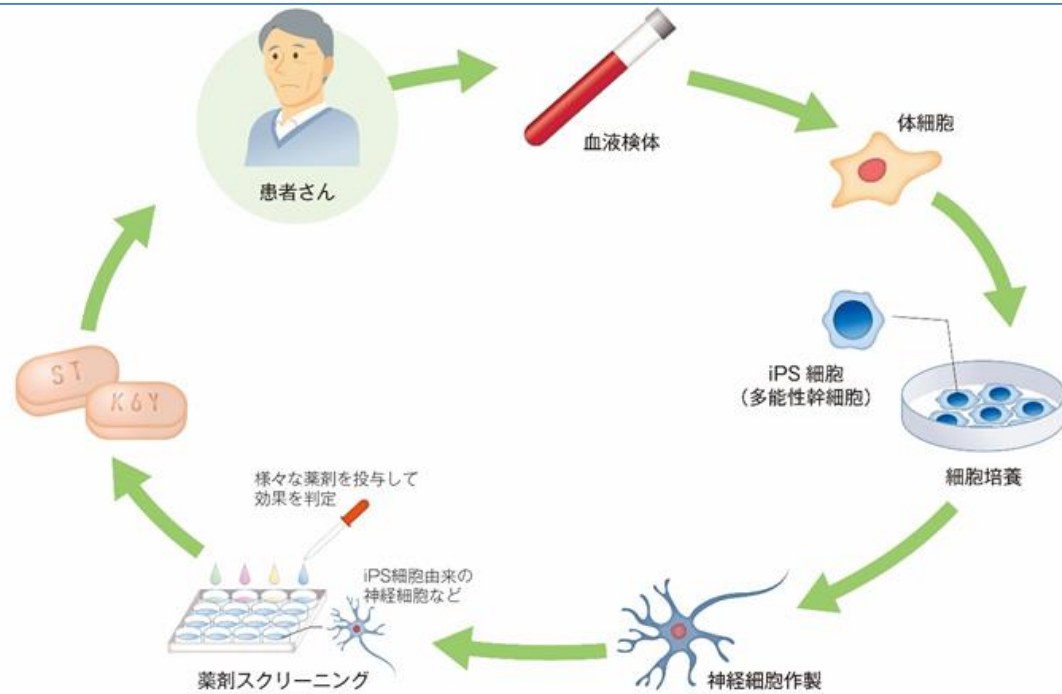 患者さん
血液検体
体細胞
iPS 細胞
（多能性幹細胞）
細胞培養
神経細胞作製
iPS細胞由来の
神経細胞など
様々な薬剤を投与して
効果を判定
薬剤スクリーニング
ST
K6Y